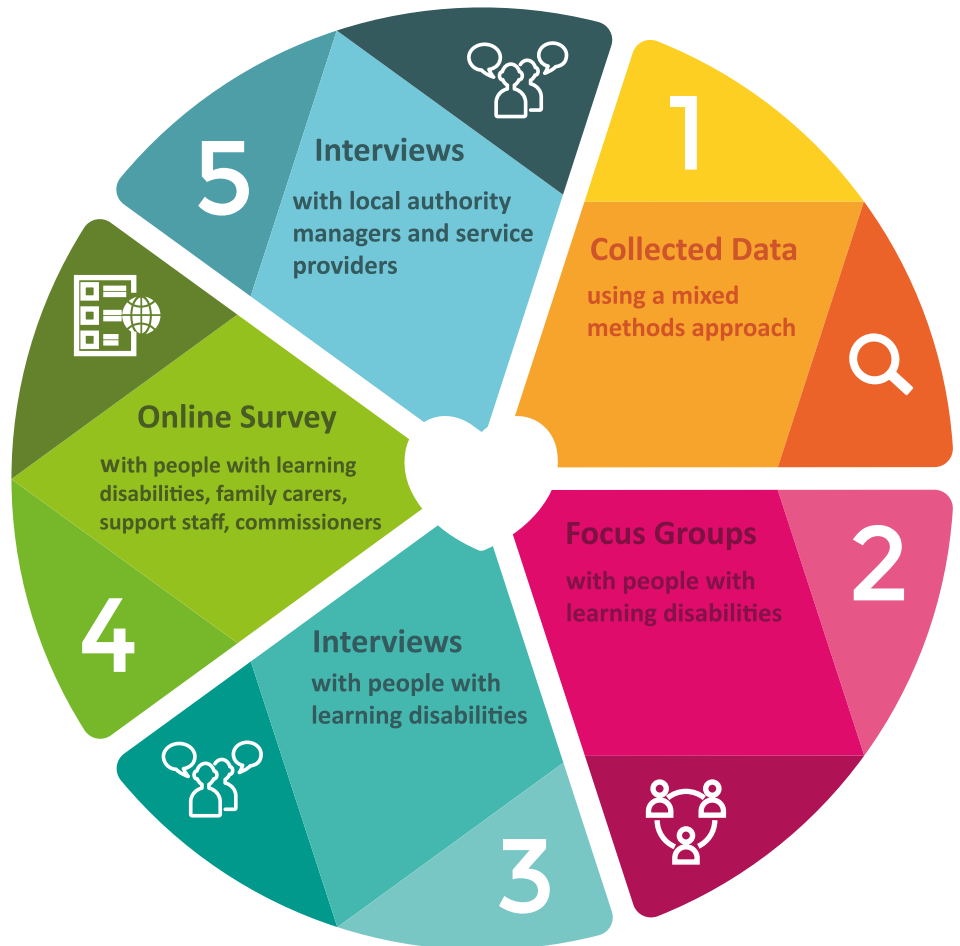 1
Collected Data
using a mixed
methods approach
2
Focus Groups
with people with
learning disabilities
3
Interviews
with people with
learning disabilities
4
Online Survey
with people with learning
disabilities, family carers,
support staff, commissioners
5
Interviews
with local authority
managers and service
providers